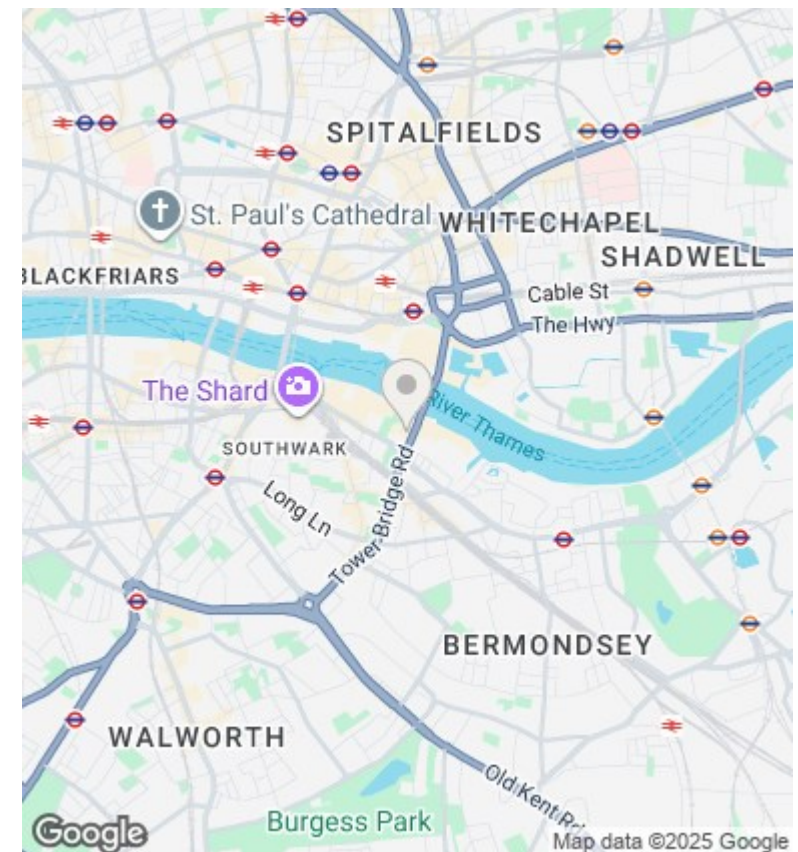 SPITALFIELDS
St. Paul's Cathedral
WHITECHAPEL
SHADWELL
BLACKFRIARS
Cable St
The Hwy
The Shard
River Thames
SOUTHWARK
Long Ln
Tower Bridge Rd
BERMONDSEY
WALWORTH
Old Kent Rd
Burgess Park
Google
Map data ©2025 Google